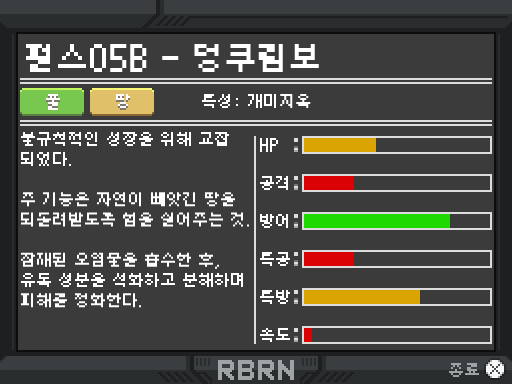 펄스05B - 덩쿠림보
풀 땅 특성: 개미지옥
불규칙적인 성장을 위해 교잡
되었다.
주 기능은 자연이 빼앗긴 땅을
되돌려받도록 힘을 실어주는 것.
잠재된 오염물을 흡수한 후,
유독 성분을 석화하고 분해하며
피해를 정화한다.
HP :
공격:
방어:
특공:
특방:
속도:
RBRN
종료